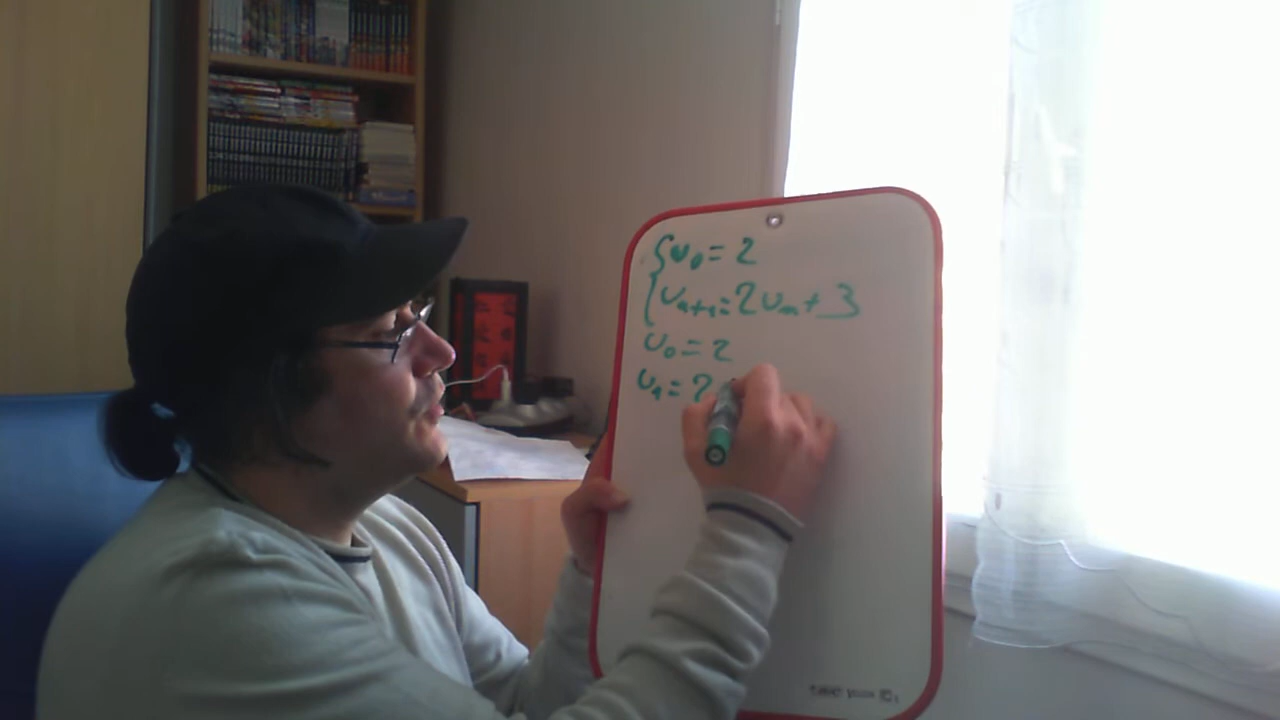 {u₀ = 2
uₙ₊₁ = 2uₙ + 3
u₀ = 2
u₁ = 2